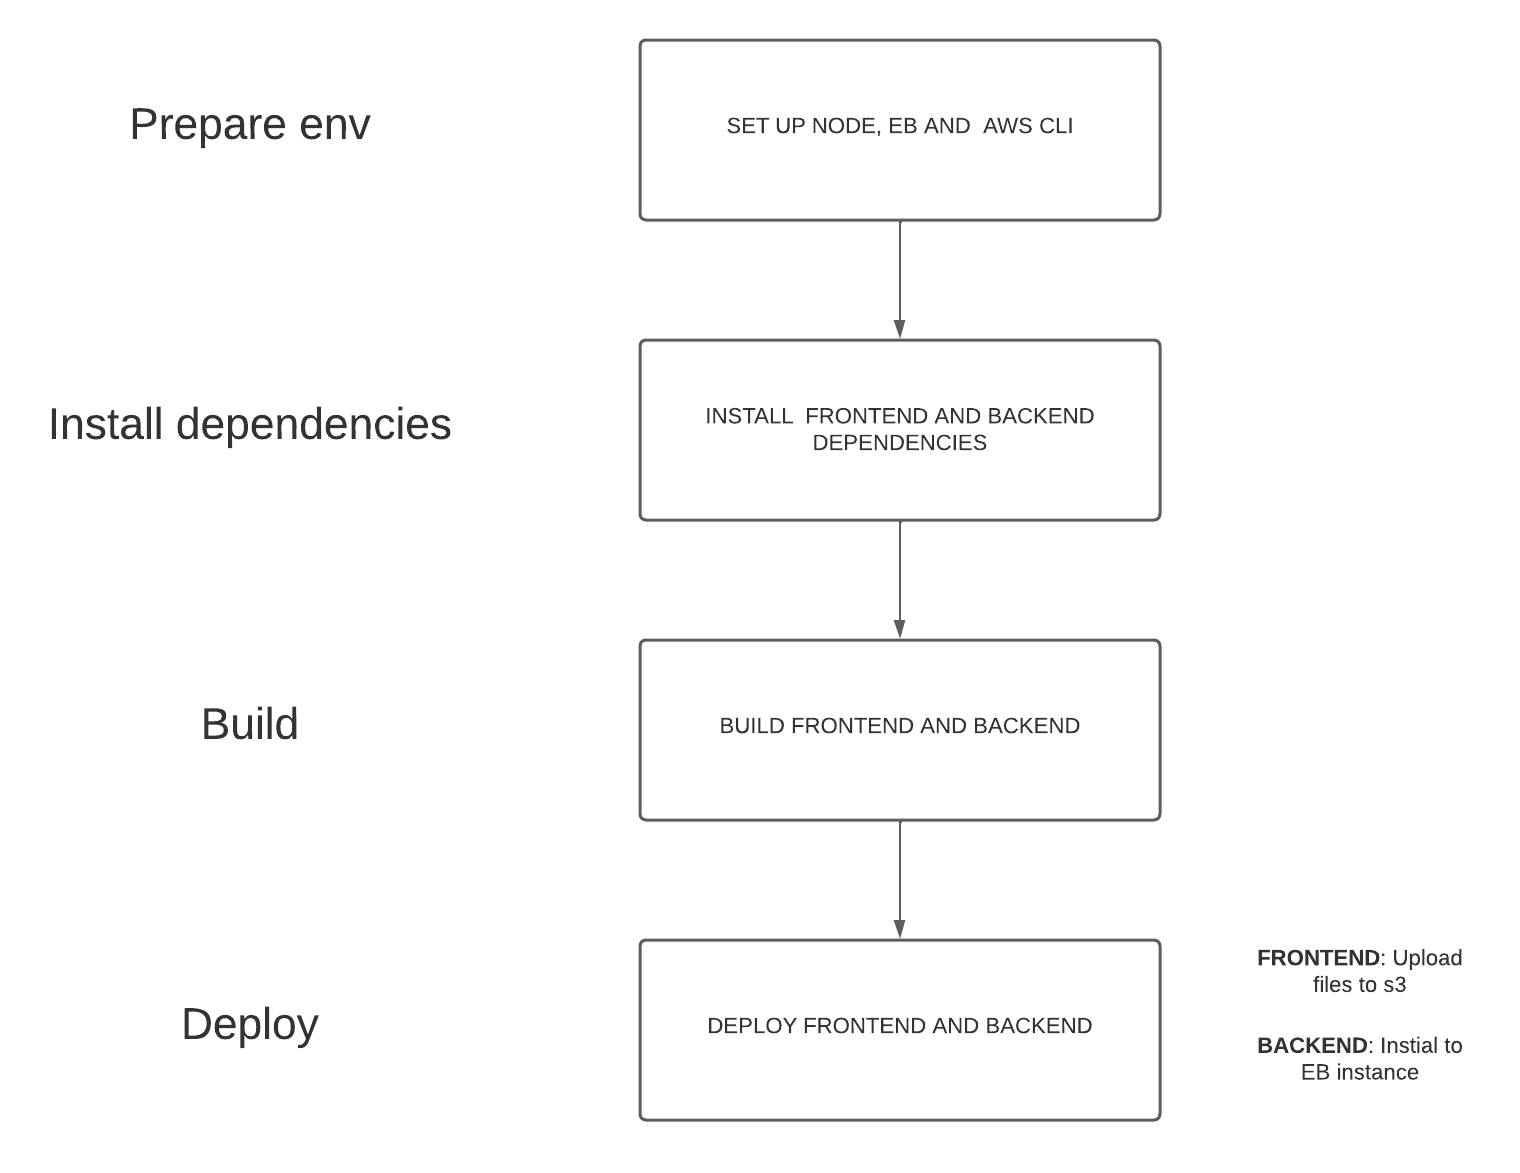 Prepare env
SET UP NODE, EB AND  AWS CLI
Install dependencies
INSTALL  FRONTEND AND BACKEND
DEPENDENCIES
Build
BUILD FRONTEND AND BACKEND
Deploy
DEPLOY FRONTEND AND BACKEND
FRONTEND: Upload
files to s3
BACKEND: Instial to
EB instance